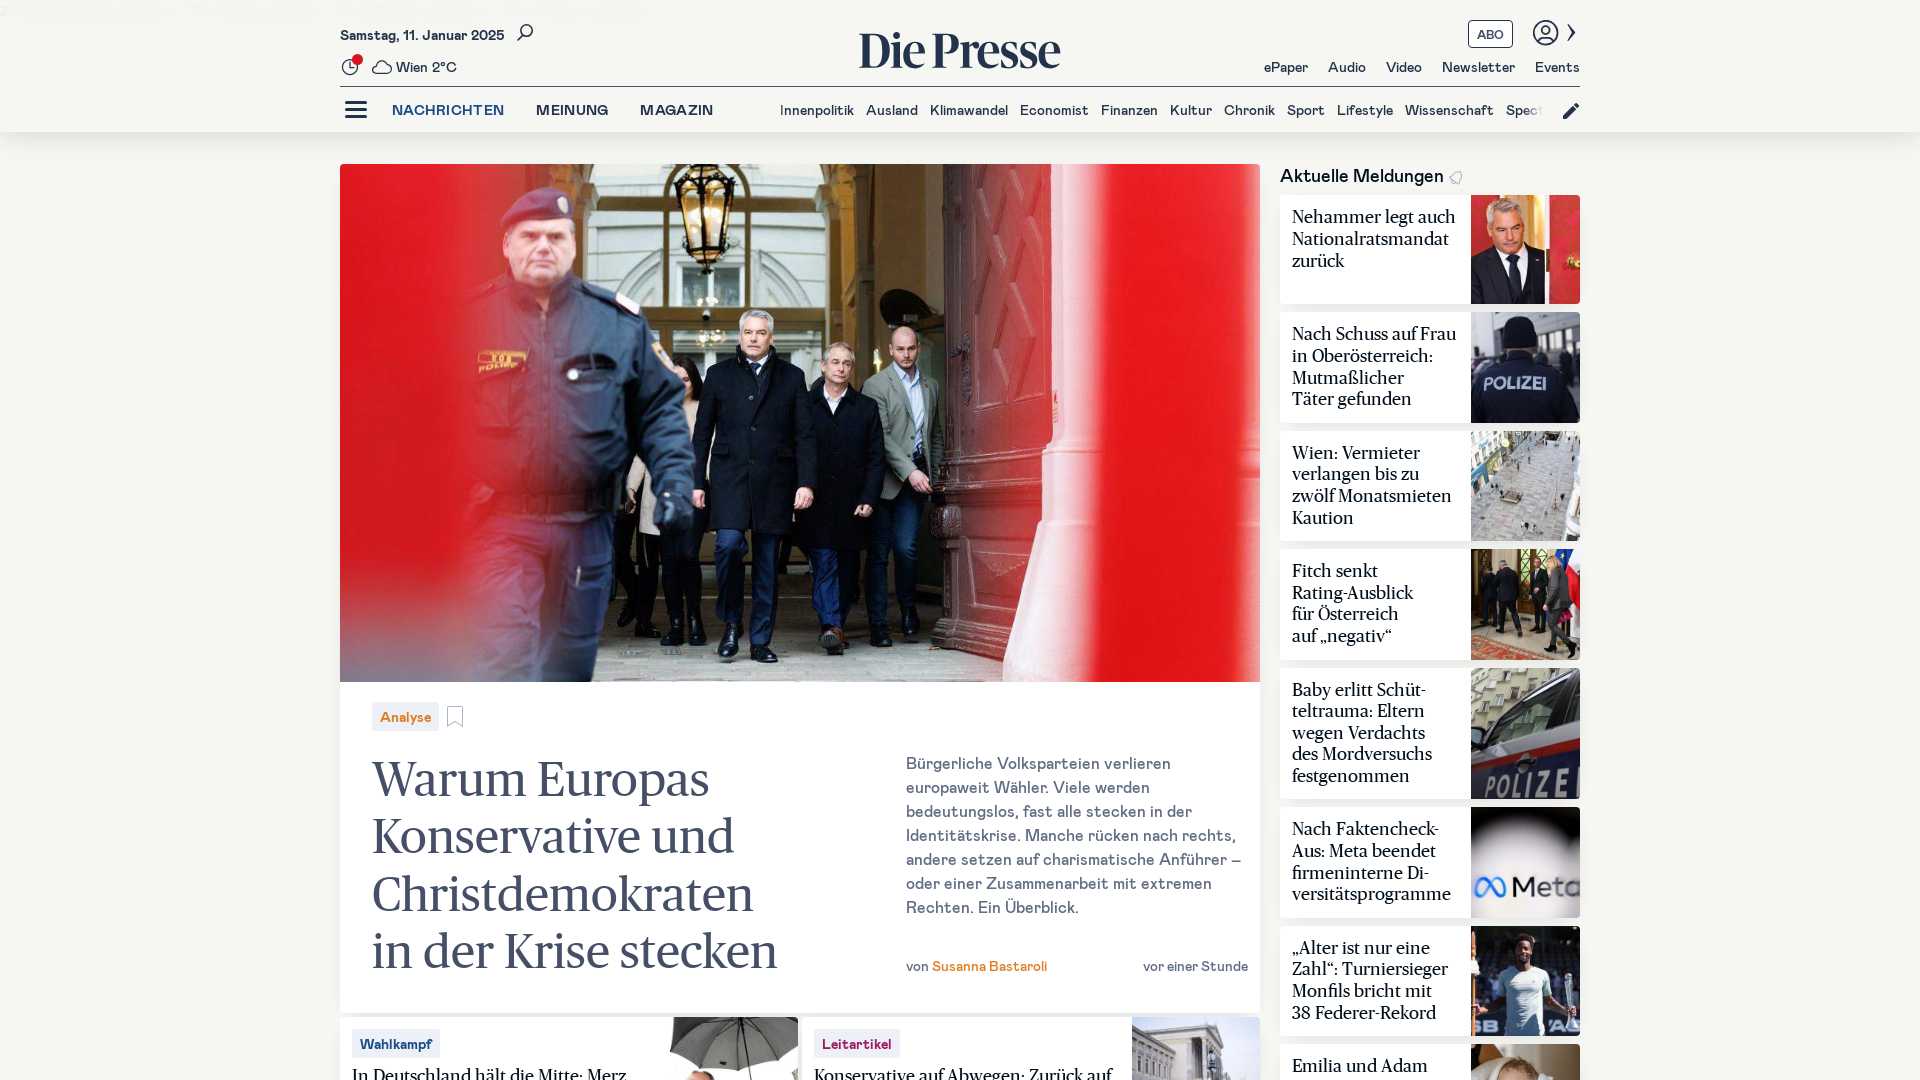 Samstag, 11. Januar 2025
Wien 2°C
Die Presse
ABO
ePaper Audio Video Newsletter Events
NACHRICHTEN MEINUNG MAGAZIN
Innenpolitik Ausland Klimawandel Economist Finanzen Kultur Chronik Sport Lifestyle Wissenschaft Spect
POLIZEI
Analyse
Warum Europas
Konservative und
Christdemokraten
in der Krise stecken
Bürgerliche Volksparteien verlieren
europaweit Wähler. Viele werden
bedeutungslos, fast alle stecken in der
Identitätskrise. Manche rücken nach rechts,
andere setzen auf charismatische Anführer –
oder einer Zusammenarbeit mit extremen
Rechten. Ein Überblick.
von Susanna Bastaroli
vor einer Stunde
Wahlkampf
In Deutschland hält die Mitte: Merz
Leitartikel
Konservative auf Abwegen: Zurück auf
Aktuelle Meldungen
Nehammer legt auch
Nationalratsmandat
zurück
Nach Schuss auf Frau
in Oberösterreich:
Mutmaßlicher
Täter gefunden
POLIZEI
Wien: Vermieter
verlangen bis zu
zwölf Monatsmieten
Kaution
Fitch senkt
Rating-Ausblick
für Österreich
auf „negativ“
Baby erlitt Schüt-
teltrauma: Eltern
wegen Verdachts
des Mordversuchs
festgenommen
POLIZEI
Nach Faktencheck-
Aus: Meta beendet
firmeninterne Di-
versitätsprogramme
Meta
„Alter ist nur eine
Zahl“: Turniersieger
Monfils bricht mit
38 Federer-Rekord
Emilia und Adam